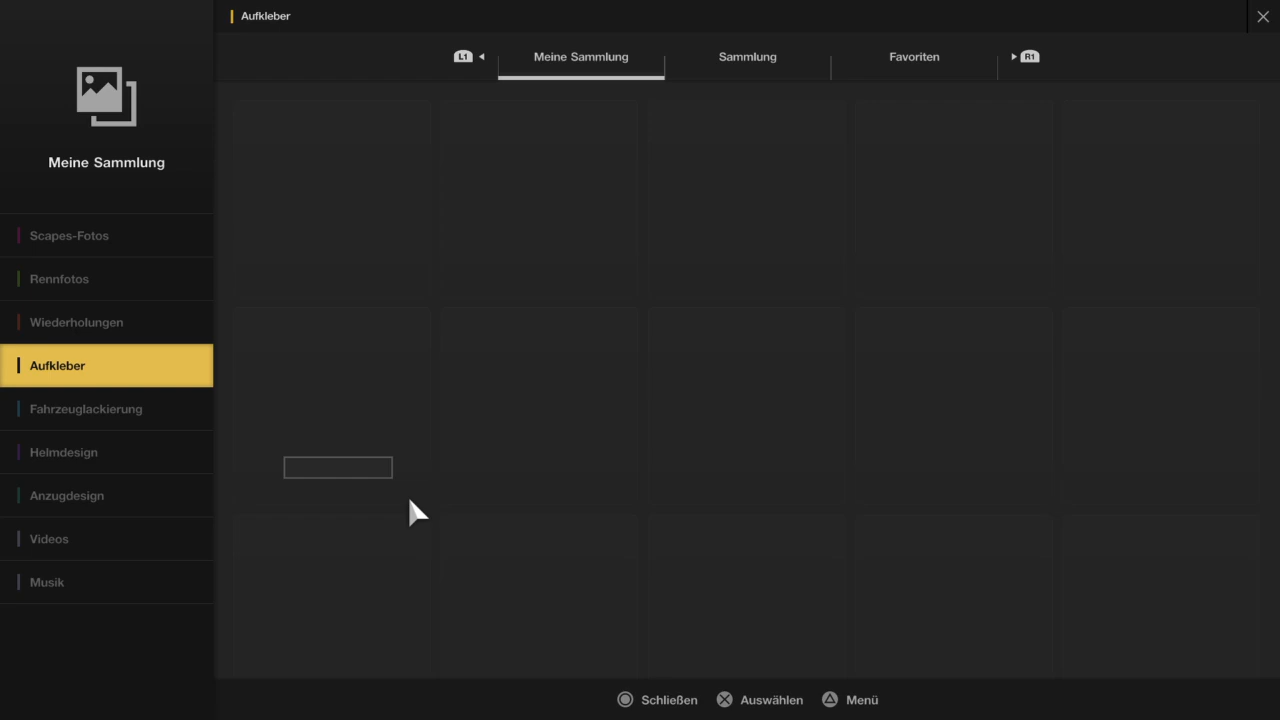 Aufkleber
L1 Meine Sammlung Sammlung Favoriten R1
Meine Sammlung
Scapes-Fotos
Rennfotos
Wiederholungen
Aufkleber
Fahrzeuglackierung
Helmdesign
Anzugdesign
Videos
Musik
Schließen Auswählen Menü